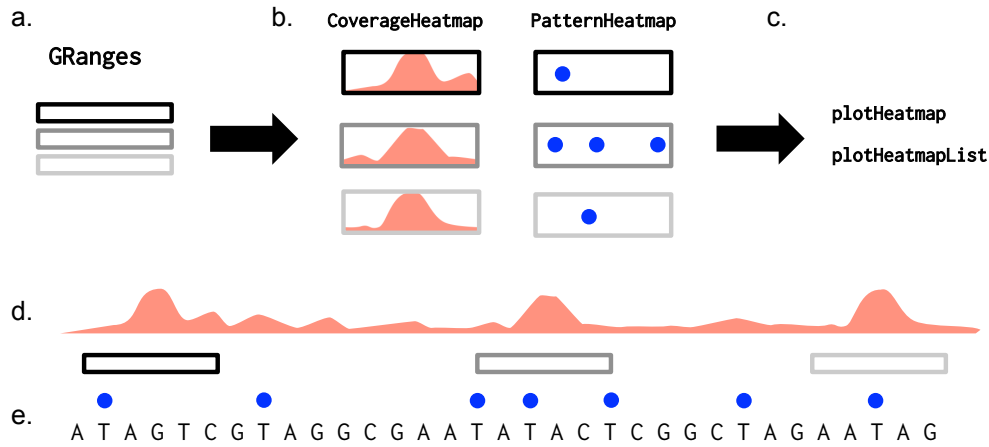 a.
GRanges
b.
CoverageHeatmap
PatternHeatmap
c.
plotHeatmap
plotHeatmapList
d.
e.
A T A G T C G T A G G C G A A T A T A C T C G G C T A G A A T A G